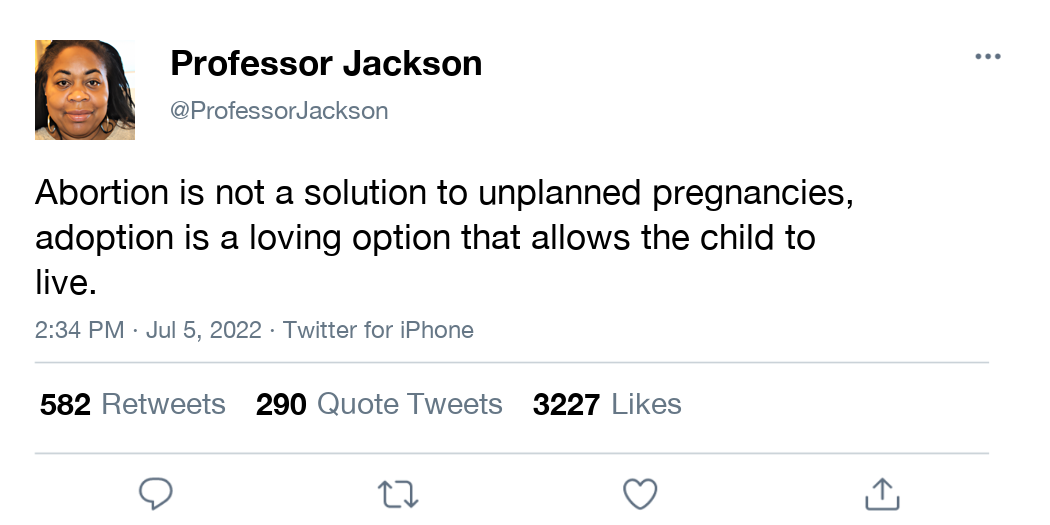 Professor Jackson
@ProfessorJackson
Abortion is not a solution to unplanned pregnancies,
adoption is a loving option that allows the child to
live.
2:34 PM · Jul 5, 2022 · Twitter for iPhone
582 Retweets 290 Quote Tweets 3227 Likes